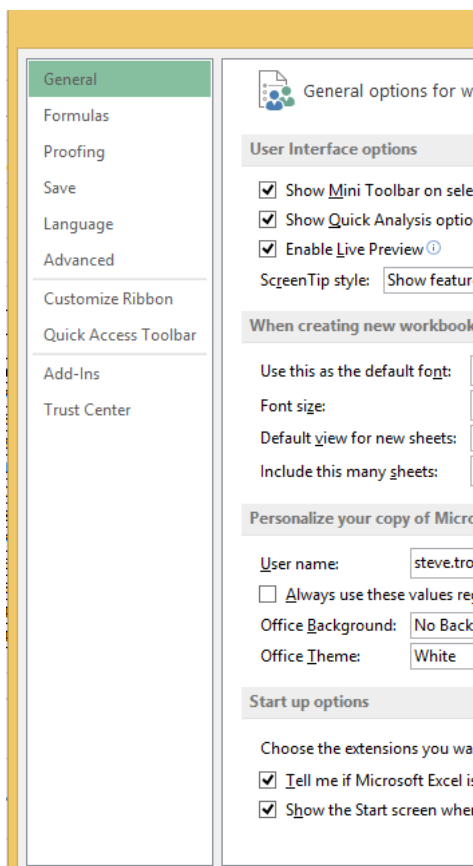 General
Formulas
Proofing
Save
Language
Advanced
Customize Ribbon
Quick Access Toolbar
Add-Ins
Trust Center
General options for w
User Interface options
Show Mini Toolbar on sele
Show Quick Analysis optio
Enable Live Preview
ScreenTip style: Show featur
When creating new workbook
Use this as the default font:
Font size:
Default view for new sheets:
Include this many sheets:
Personalize your copy of Micro
User name: steve.tro
Always use these values re
Office Background: No Back
Office Theme: White
Start up options
Choose the extensions you wa
Tell me if Microsoft Excel is
Show the Start screen when